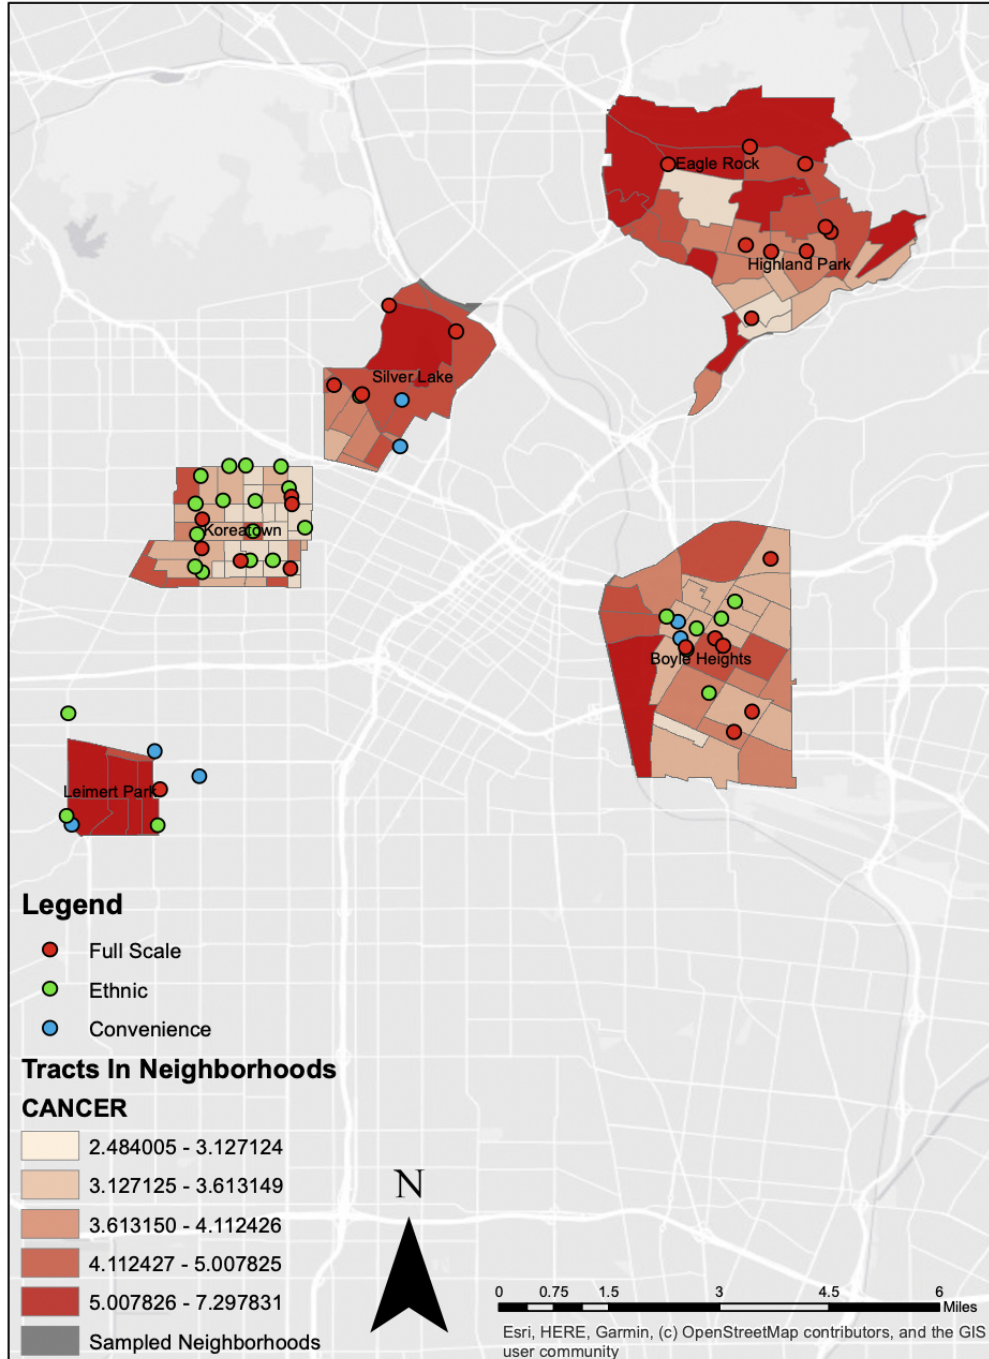 Eagle Rock
Highland Park
Silver Lake
Koreatown
Boyle Heights
Leimert Park
Legend
Full Scale
Ethnic
Convenience
Tracts In Neighborhoods
CANCER
2.484005 - 3.127124
3.127125 - 3.613149
3.613150 - 4.112426
4.112427 - 5.007825
5.007826 - 7.297831
Sampled Neighborhoods
N
0 0.75 1.5 3 4.5 6
Miles
Esri, HERE, Garmin, (c) OpenStreetMap contributors, and the GIS
user community